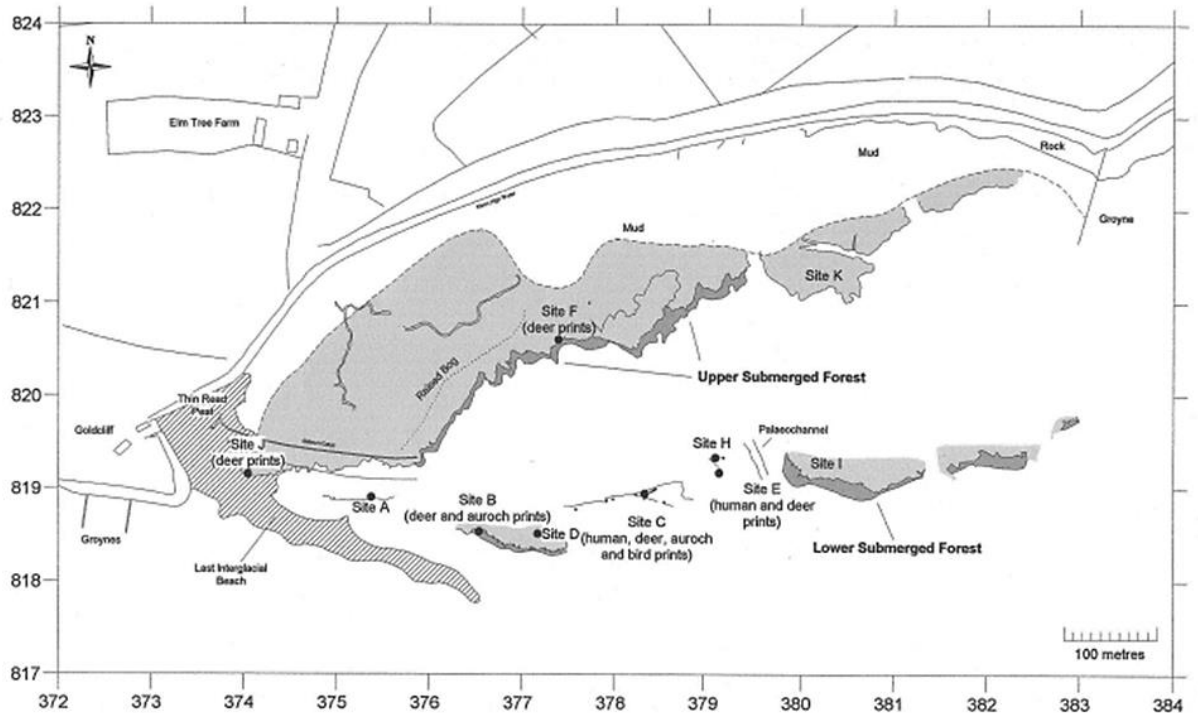 824
823
822
821
820
819
818
817
372
373
374
375
376
377
378
379
380
381
382
383
384
N
Elm Tree Farm
Mud
Rock
Groyne
Mud
Site K
Site F
(deer prints)
Raised Bog
Upper Submerged Forest
Thin Reed
Peat
Goldcliff
Site J
(deer prints)
Groynes
Last Interglacial
Beach
Site A
Site B
(deer and auroch prints)
Site D
Site C
(human, deer, auroch
and bird prints)
Site H
Palaeochannel
Site E
(human and deer
prints)
Site I
Lower Submerged Forest
100 metres